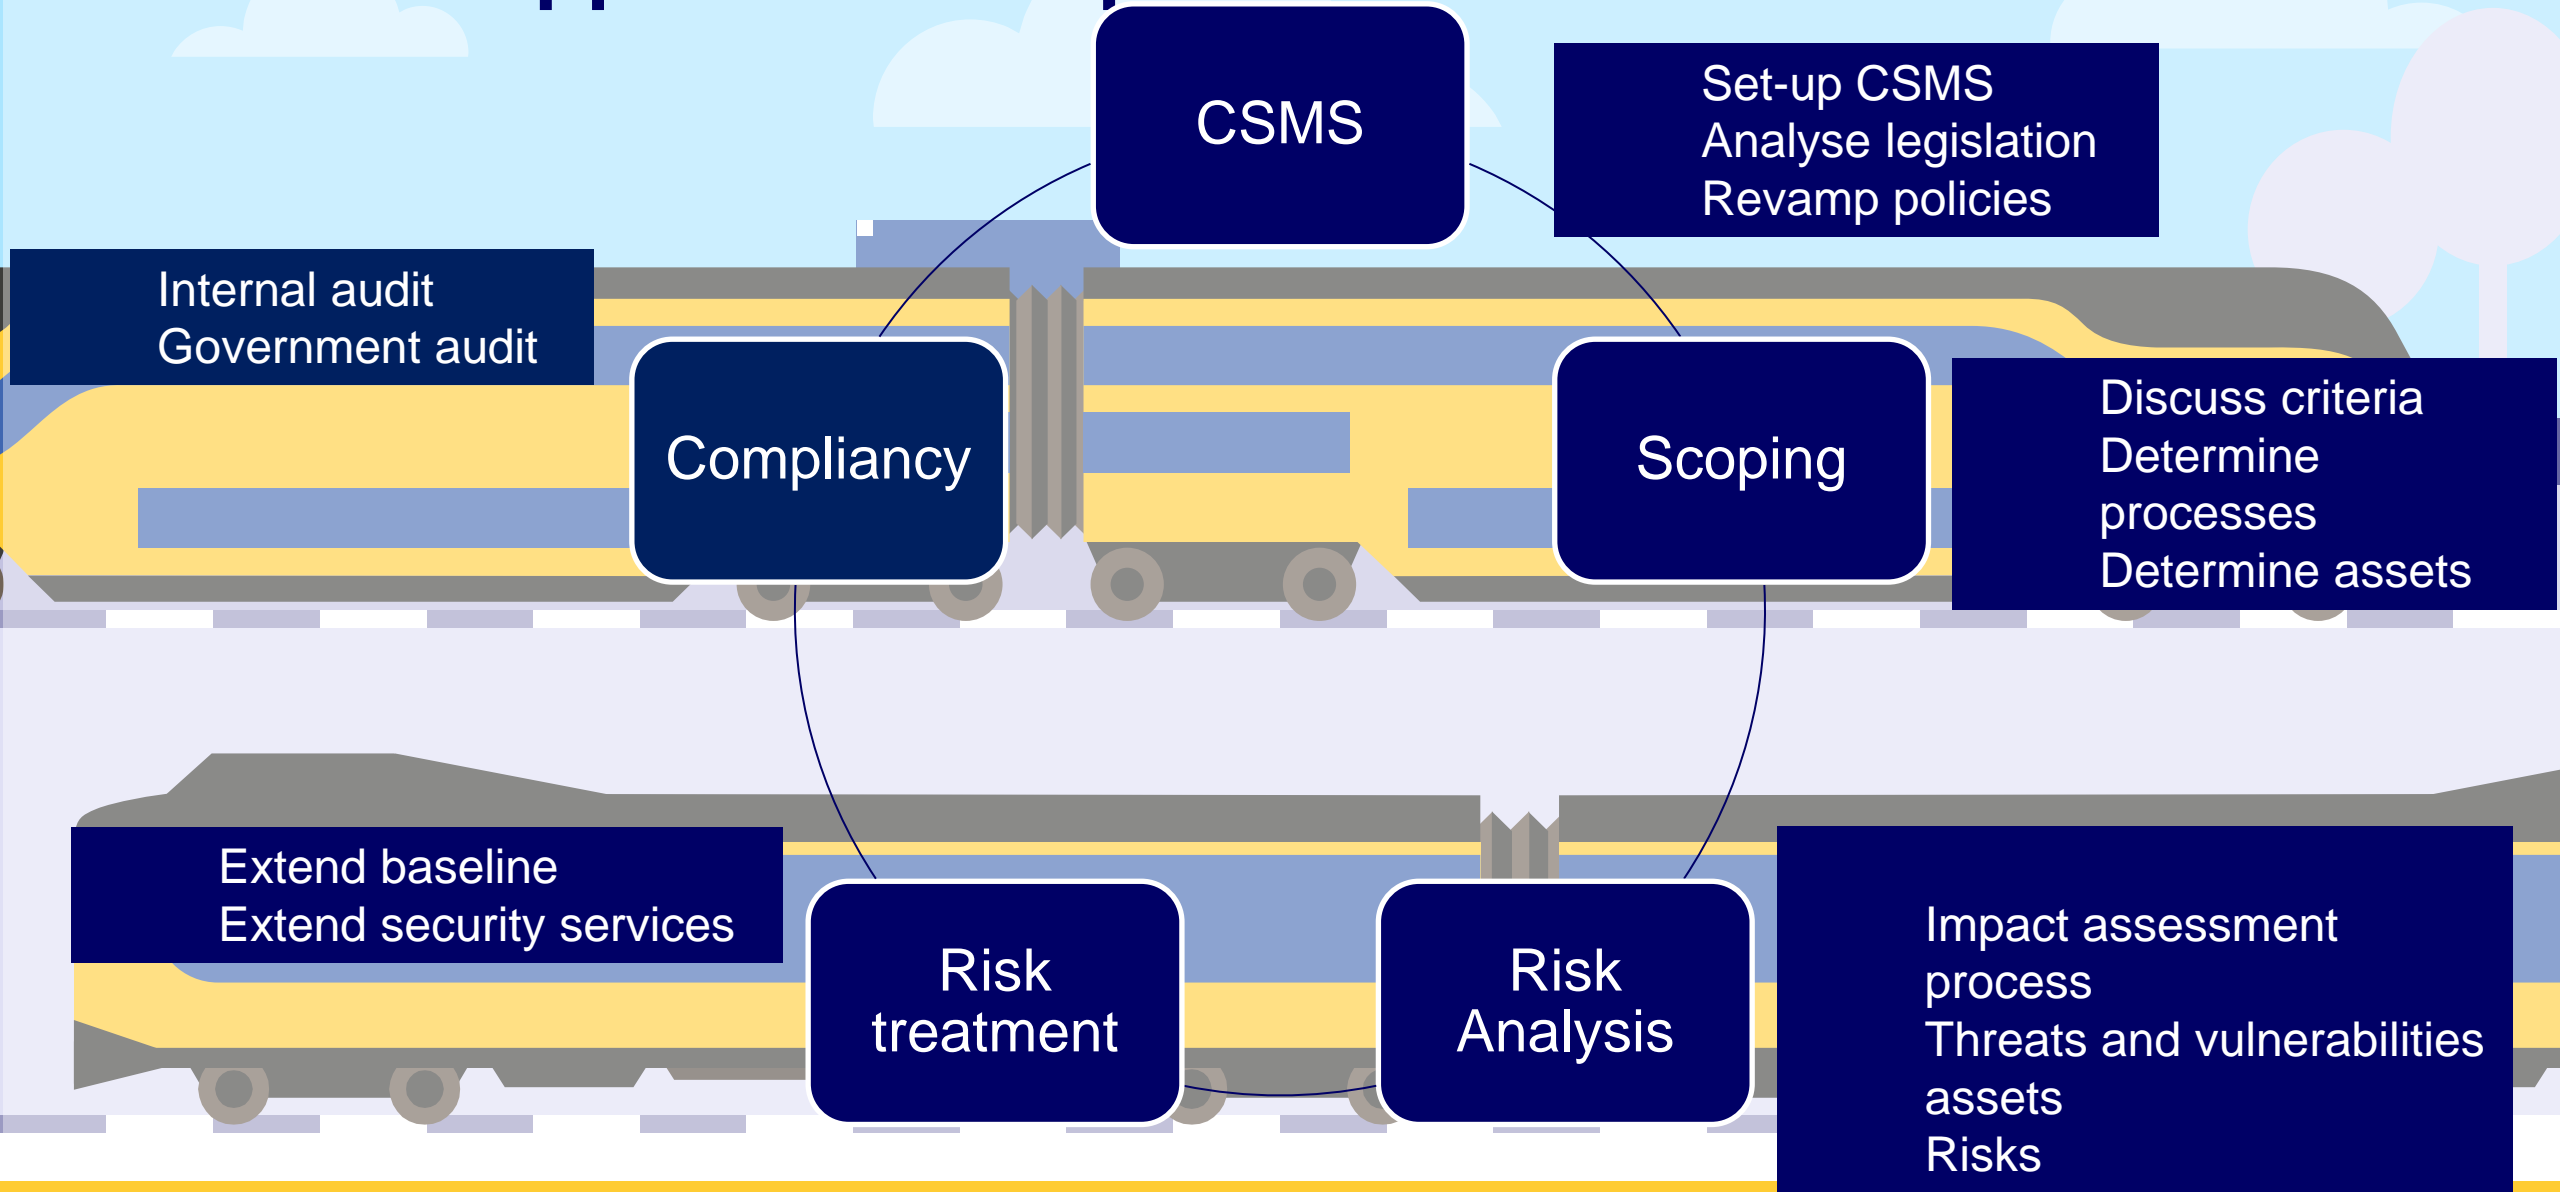 CSMS
Set-up CSMS
Analyse legislation
Revamp policies
Internal audit
Government audit
Compliancy
Scoping
Discuss criteria
Determine
processes
Determine assets
Extend baseline
Extend security services
Risk
treatment
Risk
Analysis
Impact assessment
process
Threats and vulnerabilities
assets
Risks